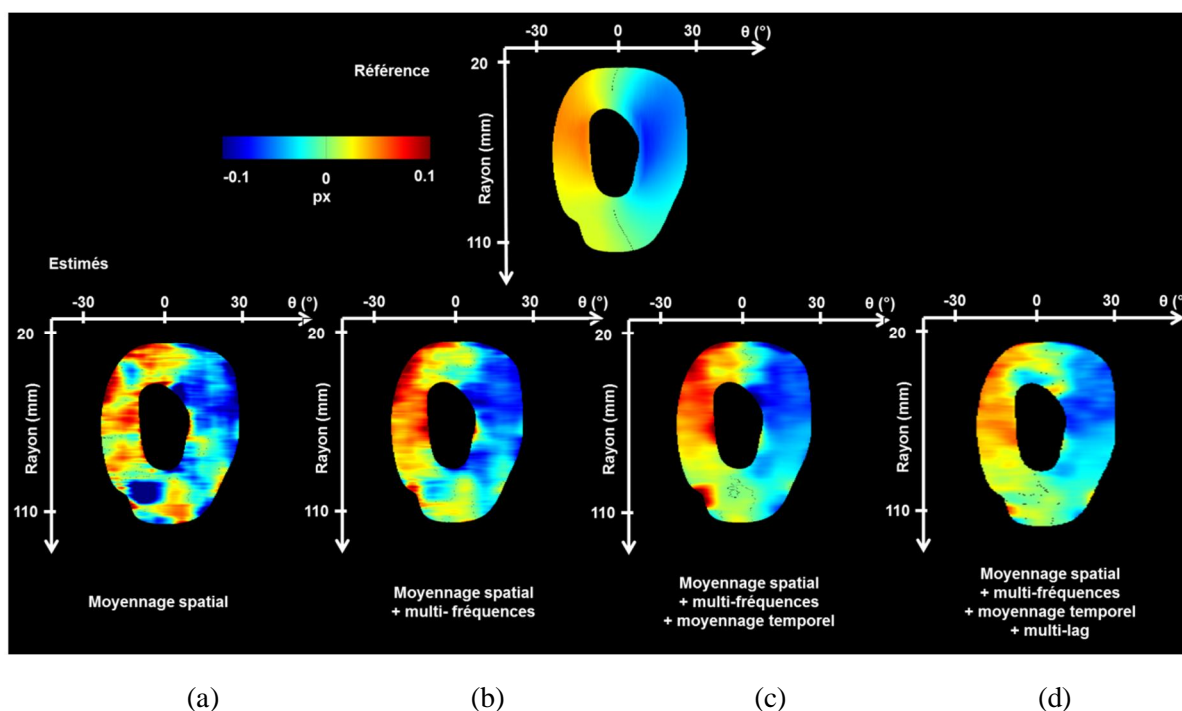 -30 0 30 θ (°)
20
Référence
Rayon (mm)
-0.1 0 0.1
px
110
Estimés
-30 0 30 θ (°)
20
Rayon (mm)
110
Moyennage spatial
-30 0 30 θ (°)
20
Rayon (mm)
110
Moyennage spatial
+ multi- fréquences
-30 0 30 θ (°)
20
Rayon (mm)
110
Moyennage spatial
+ multi-fréquences
+ moyennage temporel
-30 0 30 θ (°)
20
Rayon (mm)
110
Moyennage spatial
+ multi-fréquences
+ moyennage temporel
+ multi-lag
(a) (b) (c) (d)